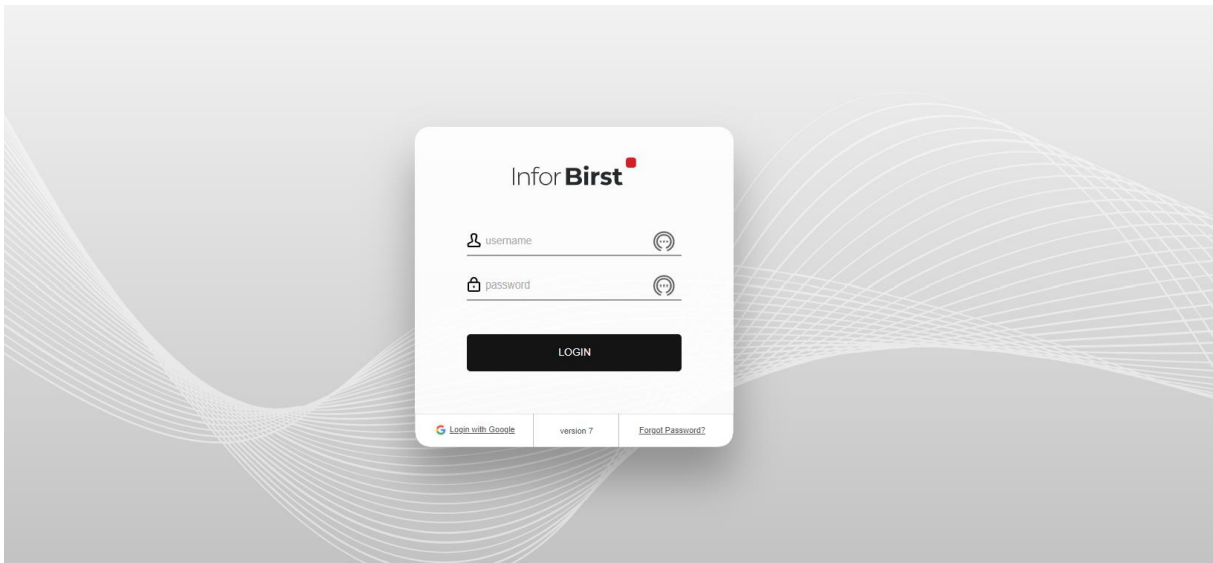 Infor Birst
username
password
LOGIN
Login with Google
version 7
Forgot Password?